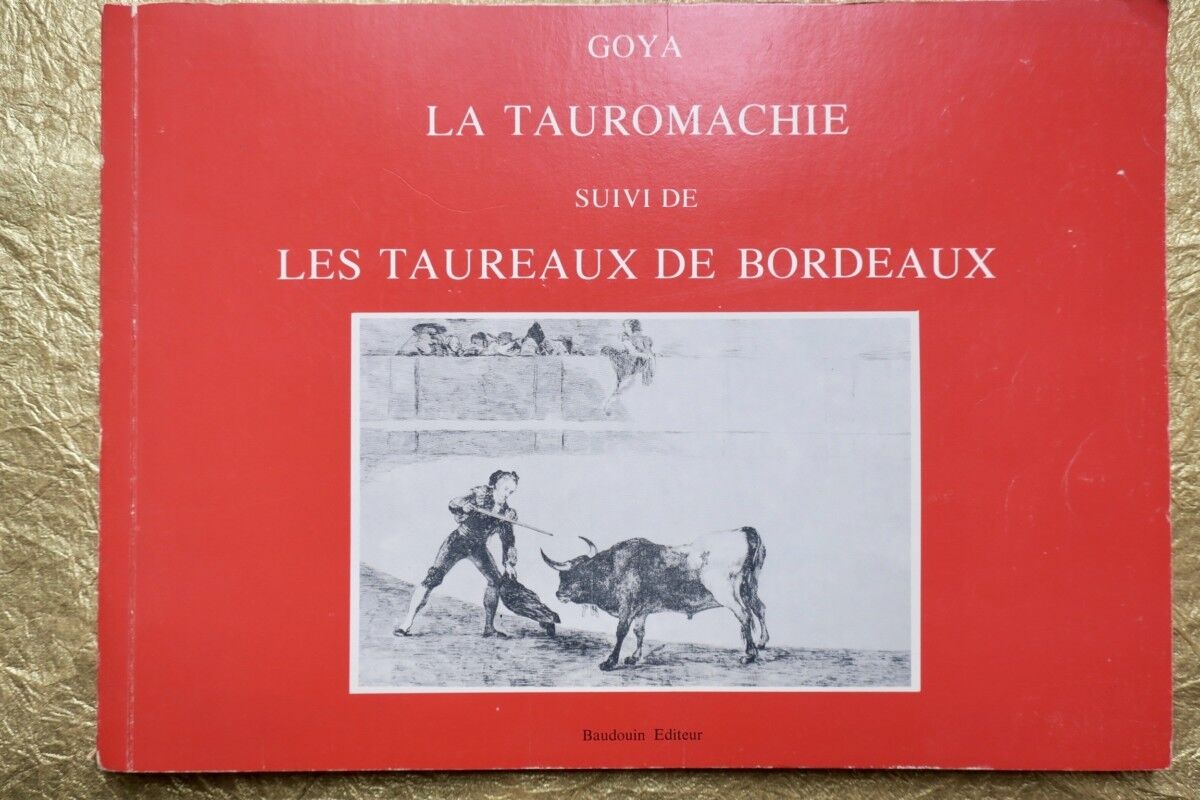 GOYA
LA TAUROMACHIE
SUIVI DE
LES TAUREAUX DE BORDEAUX
Baudouin Editeur